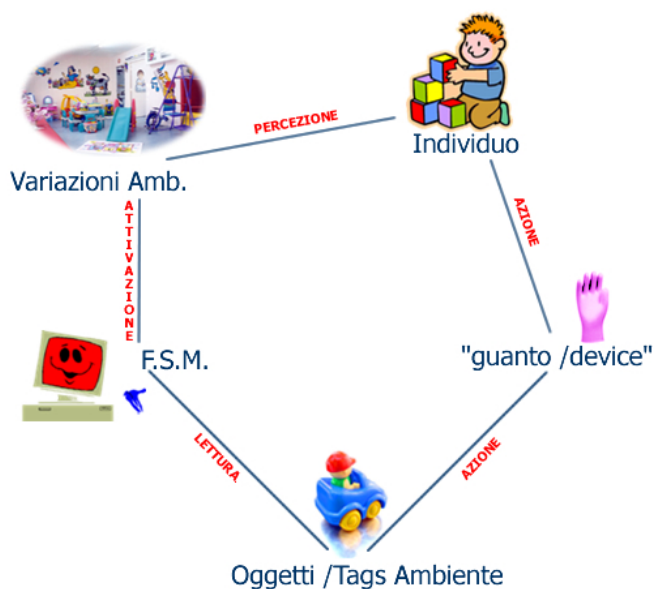 PERCEZIONE
Individuo
Variazioni Amb.
ATTIVAZIONE
AZIONE
F.S.M.
"guanto /device"
LETTURA
AZIONE
Oggetti /Tags Ambiente